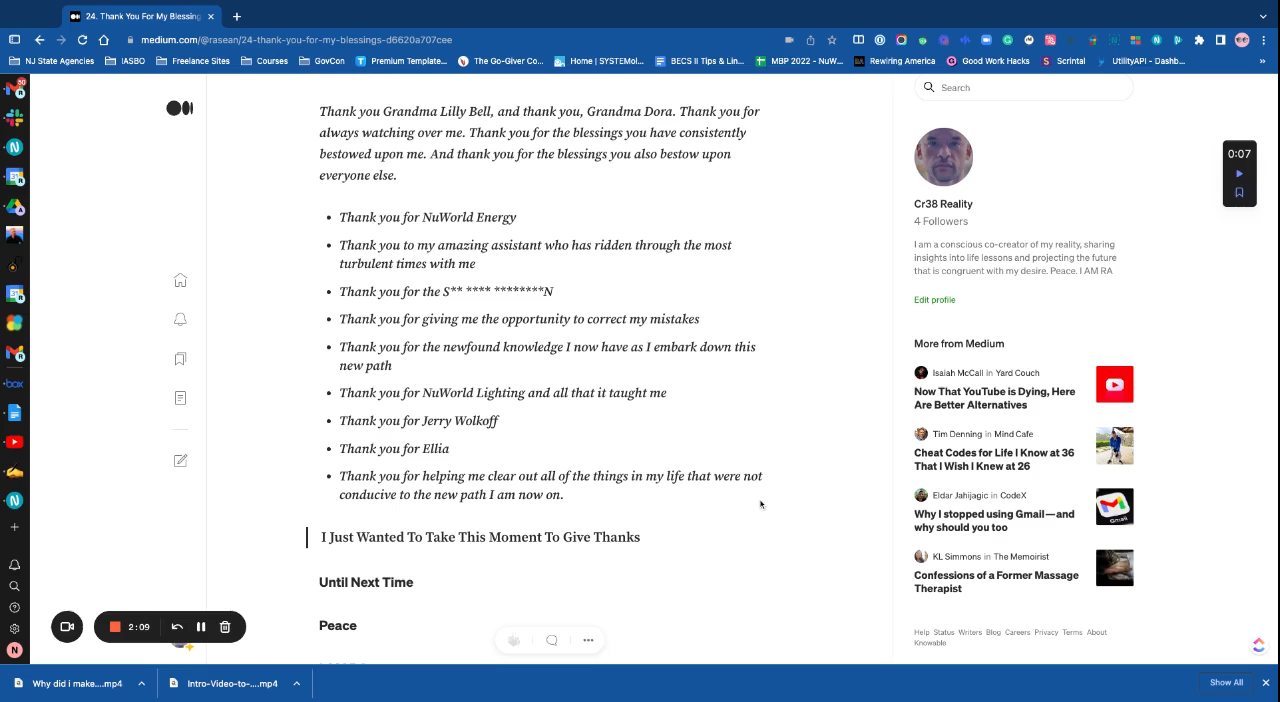 24. Thank You For My Blessing
medium.com/@rasean/24-thank-you-for-my-blessings-d6620a707cee
NJ State Agencies
IASBO
Freelance Sites
Courses
GovCon
Premium Template...
The Go-Giver Co...
Home | SYSTEMol...
BECS II Tips & Lin...
MBP 2022 - NuW...
Rewiring America
Good Work Hacks
Scrintal
UtilityAPI - Dashb...
Thank you Grandma Lilly Bell, and thank you, Grandma Dora. Thank you for
always watching over me. Thank you for the blessings you have consistently
bestowed upon me. And thank you for the blessings you also bestow upon
everyone else.
• Thank you for NuWorld Energy
• Thank you to my amazing assistant who has ridden through the most
turbulent times with me
• Thank you for the S** **** ********N
• Thank you for giving me the opportunity to correct my mistakes
• Thank you for the newfound knowledge I now have as I embark down this
new path
• Thank you for NuWorld Lighting and all that it taught me
• Thank you for Jerry Wolkoff
• Thank you for Ellia
• Thank you for helping me clear out all of the things in my life that were not
conducive to the new path I am now on.
I Just Wanted To Take This Moment To Give Thanks
Until Next Time
Peace
Search
Cr38 Reality
4 Followers
I am a conscious co-creator of my reality, sharing
insights into life lessons and projecting the future
that is congruent with my desire. Peace. I AM RA
Edit profile
More from Medium
Isaiah McCall in Yard Couch
Now That YouTube is Dying, Here
Are Better Alternatives
Tim Denning in Mind Cafe
Cheat Codes for Life I Know at 36
That I Wish I Knew at 26
Eldar Jahijagic in CodeX
Why I stopped using Gmail—and
why should you too
Gmail
KL Simmons in The Memoirist
Confessions of a Former Massage
Therapist
Help Status Writers Blog Careers Privacy Terms About
Knowable
0:07
2:09
box
Why did i make....mp4
Intro-Video-to-....mp4
Show All